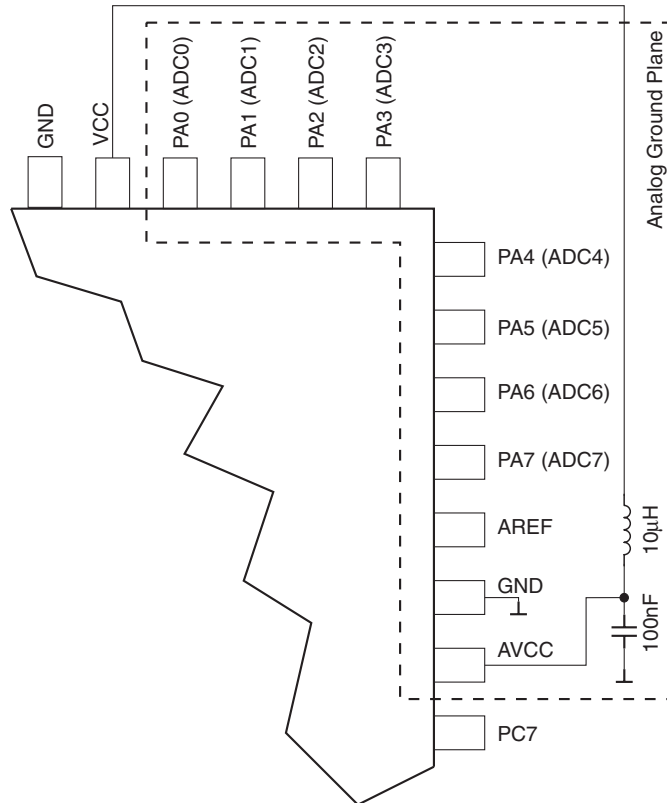 GND
VCC
PA0 (ADC0)
PA1 (ADC1)
PA2 (ADC2)
PA3 (ADC3)
Analog Ground Plane
PA4 (ADC4)
PA5 (ADC5)
PA6 (ADC6)
PA7 (ADC7)
AREF
GND
AVCC
PC7
10μH
100nF